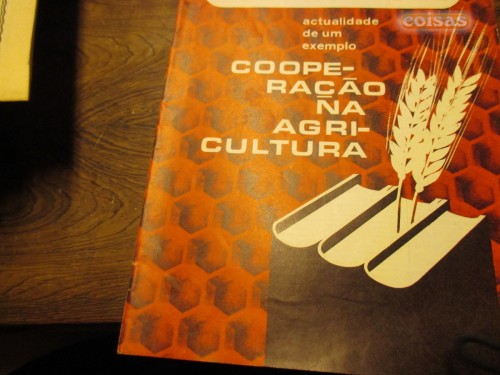 coisas
actualidade
de um
exemplo
COOPE-
RAÇÃO
NA
AGRI-
CULTURA